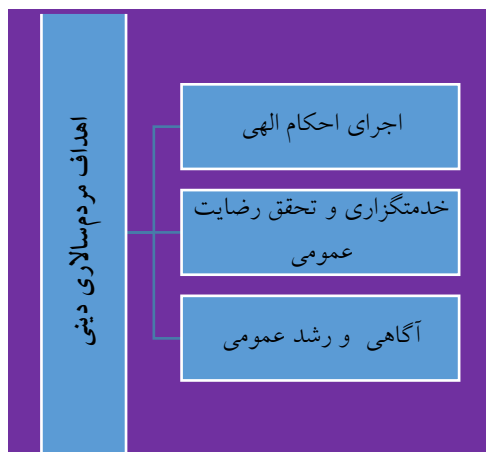 اهداف مردم‌سالاری دینی
اجرای احکام الهی
خدمتگزاری و تحقق رضایت
عمومی
آگاهی و رشد عمومی